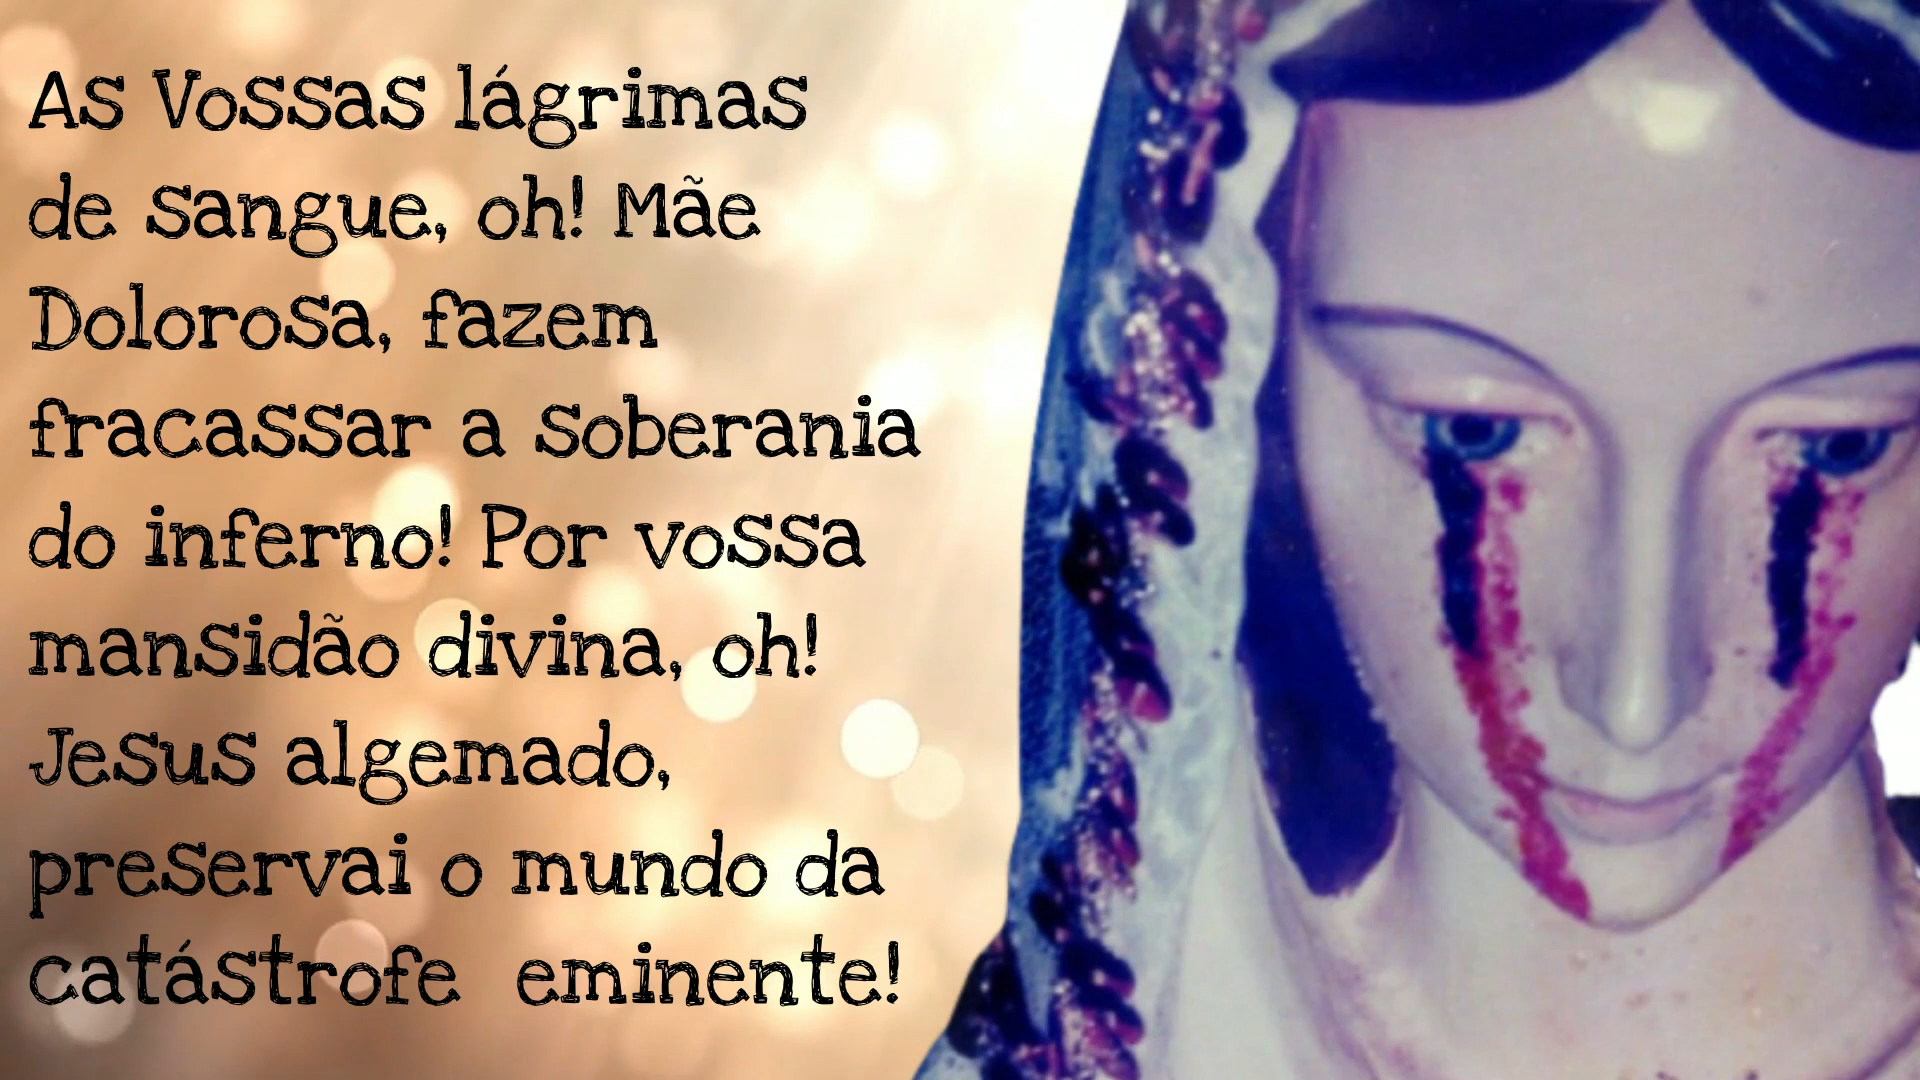 As Vossas lágrimas
de sangue, oh! Mãe
Dolorosa, fazem
fracassar a soberania
do inferno! Por vossa
mansidão divina, oh!
Jesus algemado,
preservai o mundo da
catástrofe eminente!